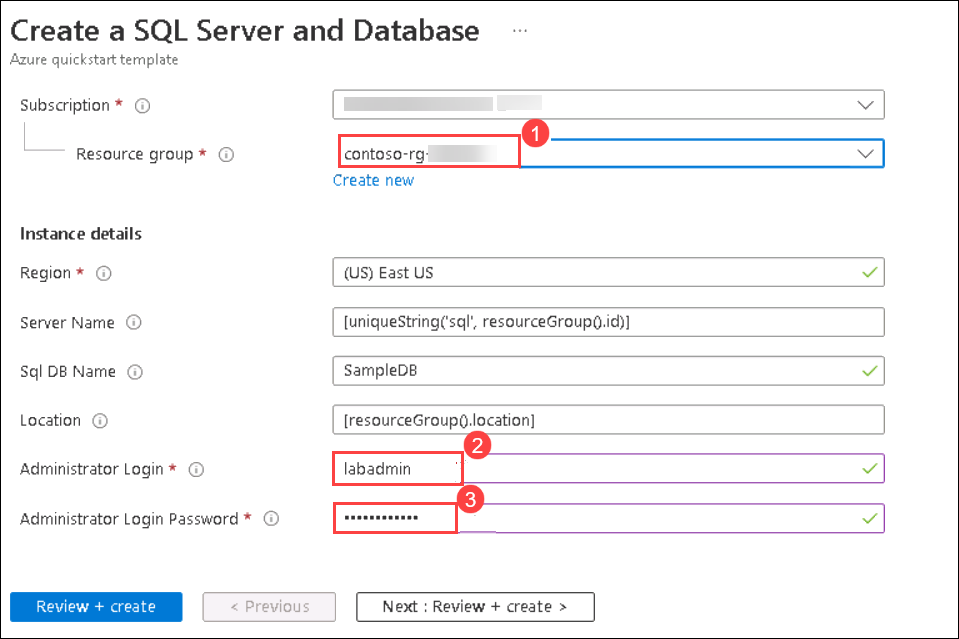 Create a SQL Server and Database ...
Azure quickstart template
Subscription *
1
Resource group * contoso-rg-
Create new
Instance details
Region * (US) East US
Server Name [uniqueString('sql', resourceGroup().id)]
Sql DB Name SampleDB
Location [resourceGroup().location]
2
Administrator Login * labadmin
3
Administrator Login Password * ••••••••••••
Review + create < Previous Next : Review + create >